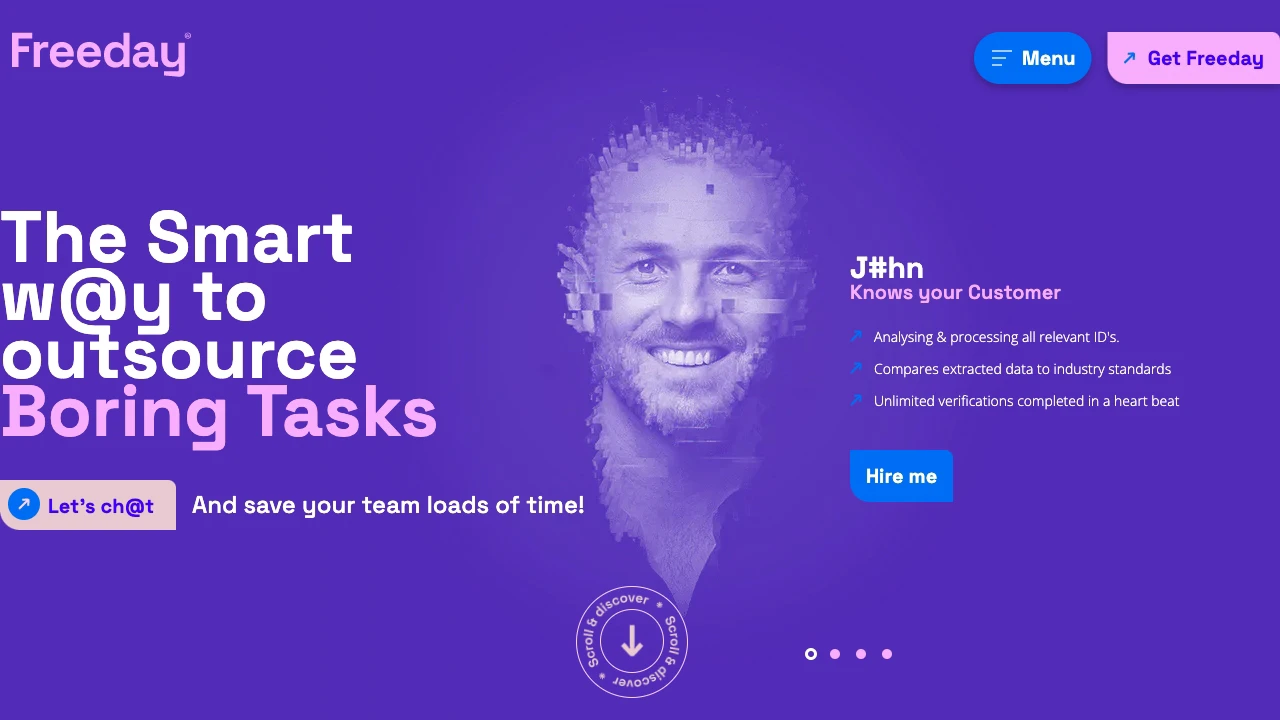 Freeday®
Menu
Get Freeday
The Smart
w@y to
outsource
Boring Tasks
Let's ch@t
And save your team loads of time!
J#hn
Knows your Customer
Analysing & processing all relevant ID's.
Compares extracted data to industry standards
Unlimited verifications completed in a heart beat
Hire me
Scroll & discover * Scroll & discover *